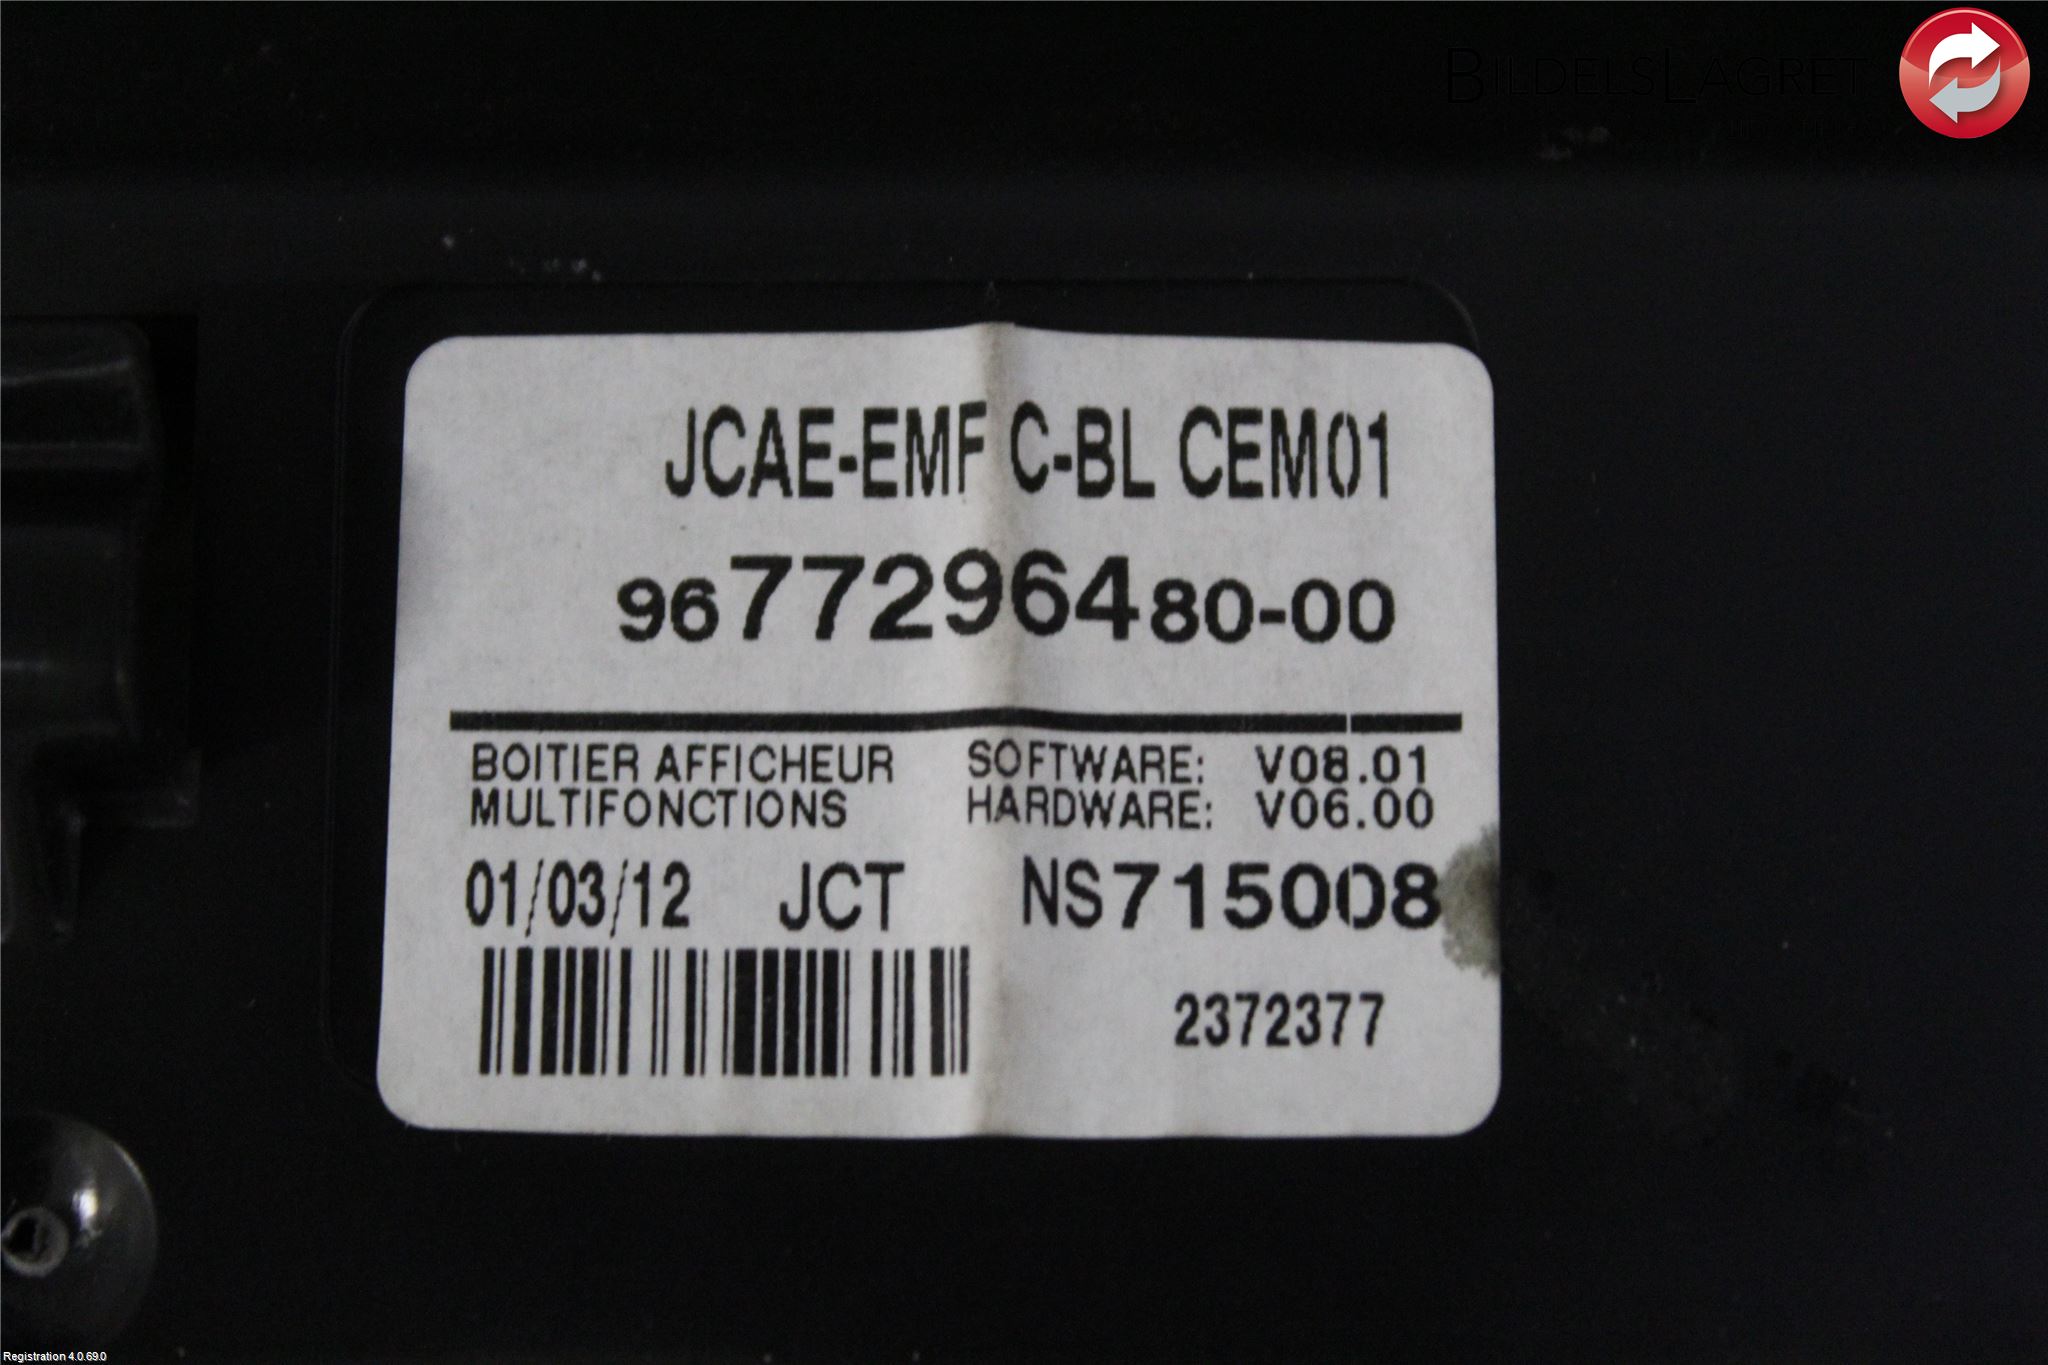 BILDELSLAGRET
JCAE-EMF C-BL CEM01
9677296480-00
BOITIER AFFICHEUR SOFTWARE: V08.01
MULTIFONCTIONS HARDWARE: V06.00
01/03/12 JCT NS715008
2372377
Registration 4.0.69.0